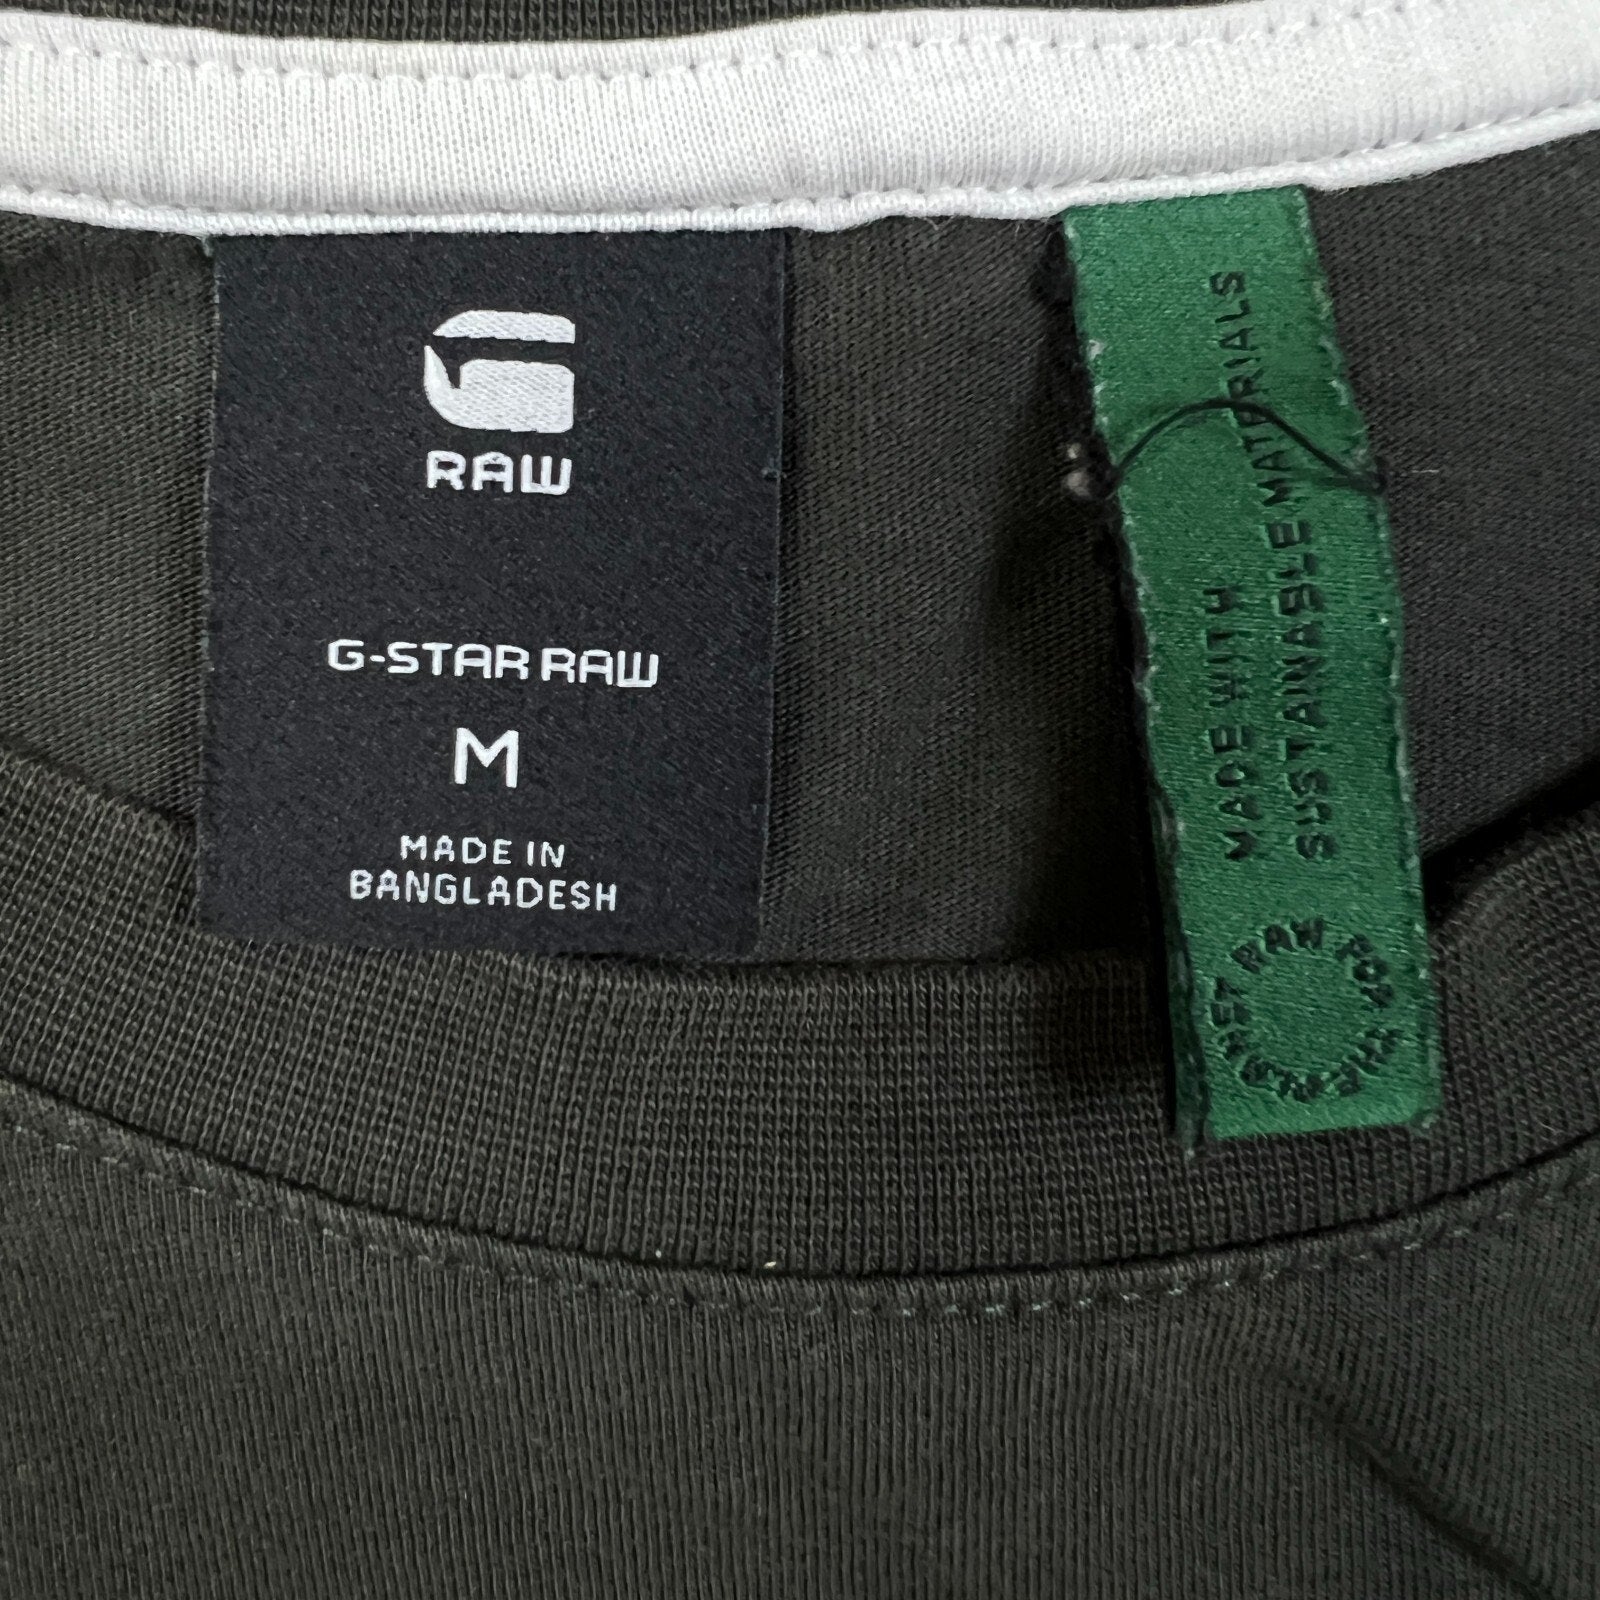 RAW
G-STAR RAW
M
MADE IN
BANGLADESH
MADE WITH
SUSTAINABLE MATERIALS
RAW FOR THE PLANET